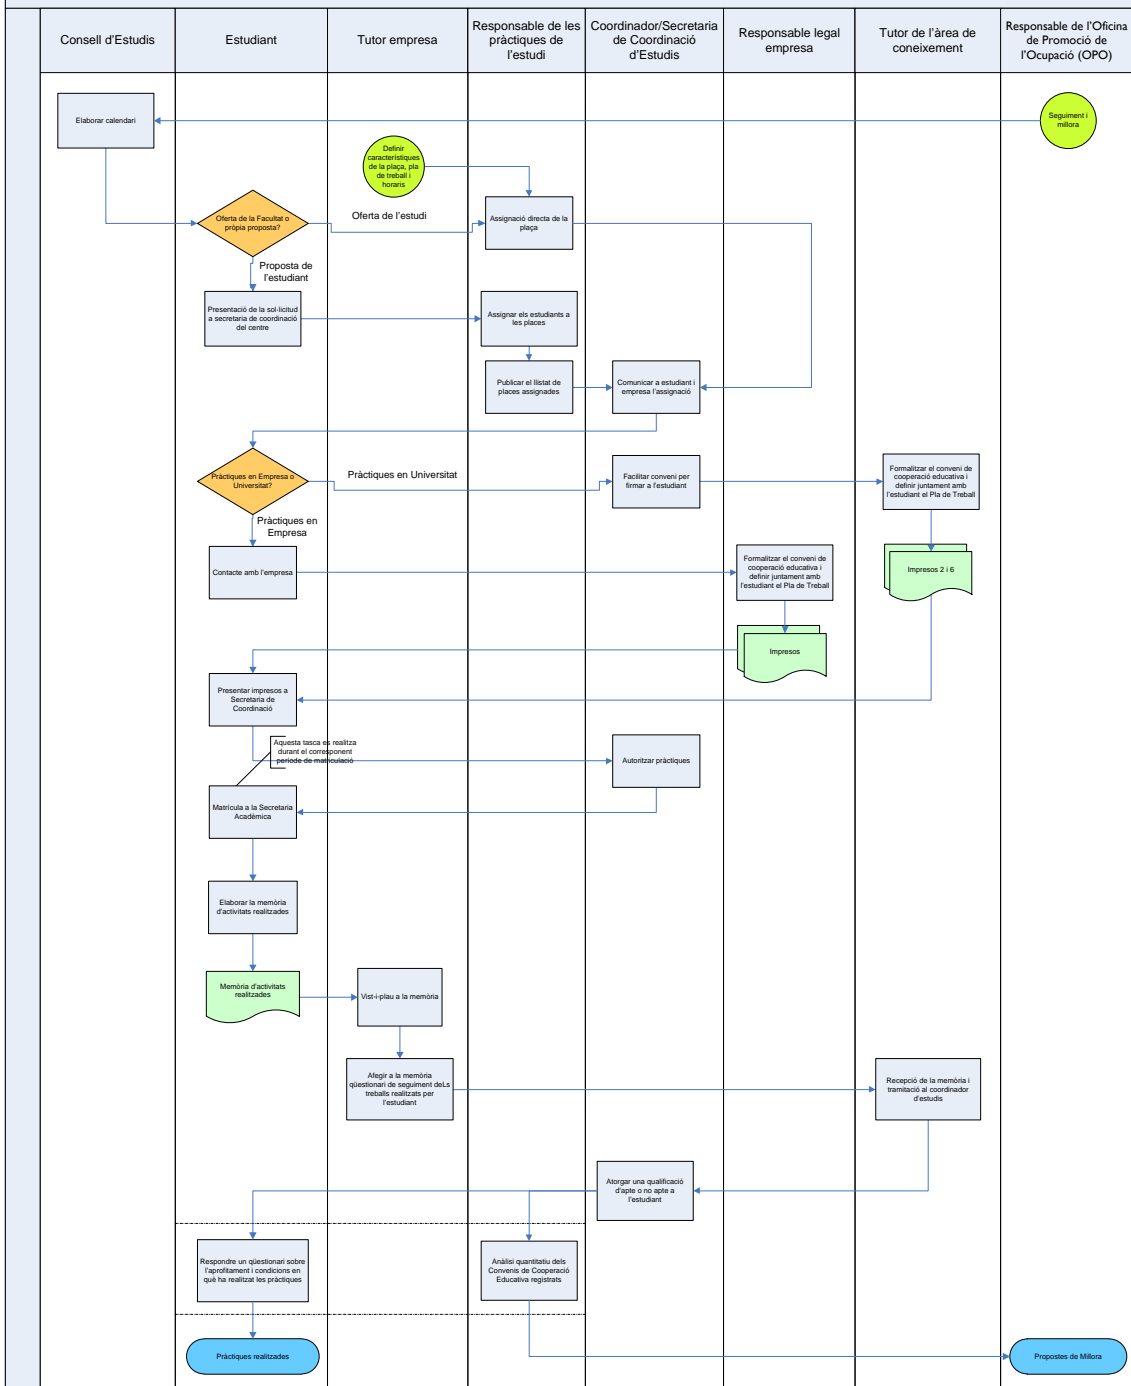 Consell d'Estudis
Estudiant
Tutor empresa
Responsable de les
pràctiques de
l'estudi
Coordinador/Secretaria
de Coordinació
d'Estudis
Responsable legal
empresa
Tutor de l'àrea de
coneixement
Responsable de l'Oficina
de Promoció de
l'Ocupació (OPO)
Elaborar calendari
Seguiment i
millora
Definir
característiques
de la plaça, pla
de treball i
horaris
Oferta de la Facultat o
pròpia proposta?
Oferta de l'estudi
Assignació directa de la
plaça
Proposta de
l'estudiant
Presentació de la sol·licitud
a secretaria de coordinació
del centre
Assignar els estudiants a
les places
Publicar el llistat de
places assignades
Comunicar a estudiant i
empresa l'assignació
Pràctiques en Empresa o
Universitat?
Pràctiques en Universitat
Facilitar conveni per
firmar a l'estudiant
Formalitzar el conveni de
cooperació educativa i
definir juntament amb
l'estudiant el Pla de Treball
Pràctiques en
Empresa
Contacte amb l'empresa
Formalitzar el conveni de
cooperació educativa i
definir juntament amb
l'estudiant el Pla de Treball
Impresos 2 i 6
Impresos
Presentar impresos a
Secretaria de
Coordinació
Aquesta tasca es realitza
durant el corresponent
període de matriculació
Autoritzar pràctiques
Matrícula a la Secretaria
Acadèmica
Elaborar la memòria
d'activitats realitzades
Memòria d'activitats
realitzades
Vist-i-plau a la memòria
Afegir a la memòria
qüestionari de seguiment deLs
treballs realitzats per
l'estudiant
Recepció de la memòria i
tramitació al coordinador
d'estudis
Atorgar una qualificació
d'apte o no apte a
l'estudiant
Respondre un qüestionari sobre
l'aprofitament i condicions en
què ha realitzat les pràctiques
Anàlisi quantitatiu dels
Convenis de Cooperació
Educativa registrats
Pràctiques realitzades
Propostes de Millora